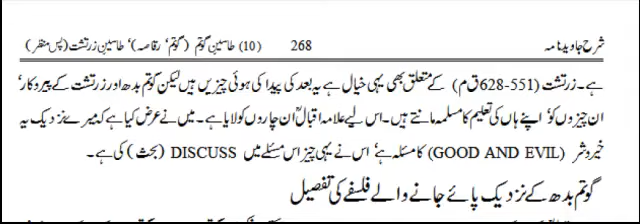 شرح جاوید نامہ 268 (10) طاسین گوتم (گوتم' رقاصہ)' طاسین زرتشت (پس منظر)
ہے۔ زرتشت (551-628 ق م) کے متعلق بھی یہی خیال ہے یہ بعد کی پیدا کی ہوئی چیزیں ہیں لیکن گوتم بدھ اور زرتشت کے پیروکار'
ان چیزوں کو' اپنے ہاں کی تعلیم کا مسلمہ مانتے ہیں۔ اس لیے علامہ اقبالؒ ان چاروں کو لایا ہے۔ میں نے عرض کیا ہے کہ میرے نزدیک یہ
خیر و شر (GOOD AND EVIL) کا مسئلہ ہے' اس نے یہی چیز اس مسئلے میں DISCUSS (بحث) کی ہے۔
گوتم بدھ کے نزدیک پائے جانے والے فلسفے کی تفصیل